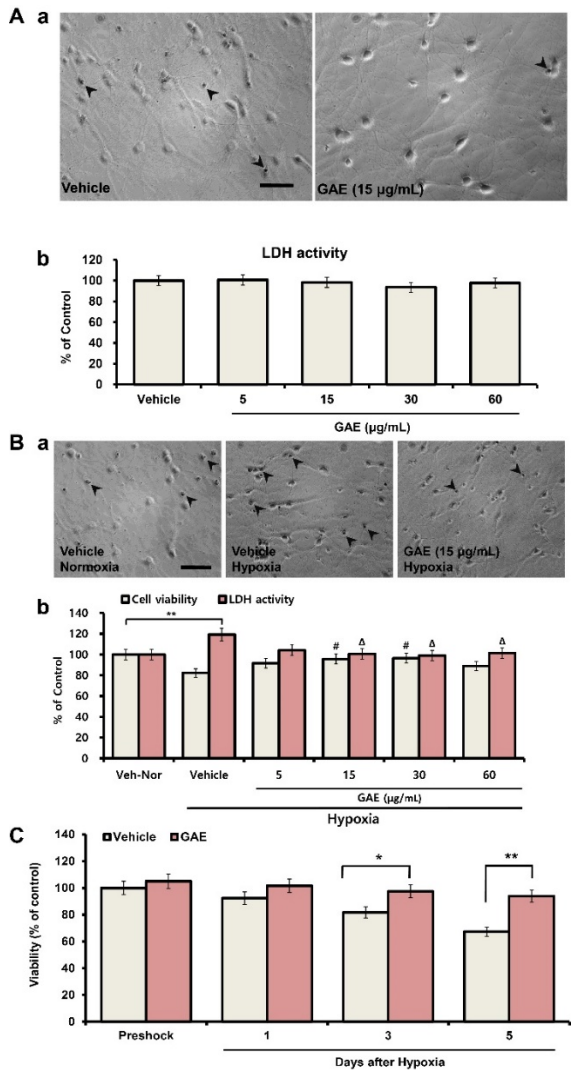 A a
Vehicle
GAE (15 µg/mL)
b
LDH activity
% of Control
120
100
80
60
40
20
0
Vehicle 5 15 30 60
GAE (µg/mL)
B a
Vehicle
Normoxia
Vehicle
Hypoxia
GAE (15 µg/mL)
Hypoxia
b
Cell viability LDH activity
% of Control
140
120
100
80
60
40
20
0
** # Δ # Δ Δ
Veh-Nor Vehicle 5 15 30 60
GAE (µg/mL)
Hypoxia
C
Vehicle GAE
Viability (% of control)
140
120
100
80
60
40
20
0
* **
Preshock 1 3 5
Days after Hypoxia